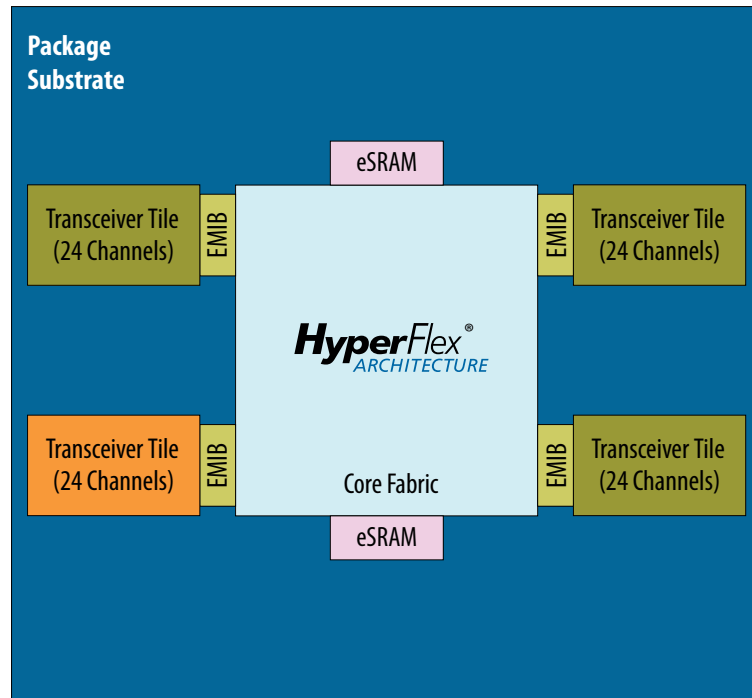 Package
Substrate
eSRAM
Transceiver Tile
(24 Channels)
EMIB
EMIB
Transceiver Tile
(24 Channels)
HyperFlex®
ARCHITECTURE
Transceiver Tile
(24 Channels)
EMIB
Core Fabric
EMIB
Transceiver Tile
(24 Channels)
eSRAM